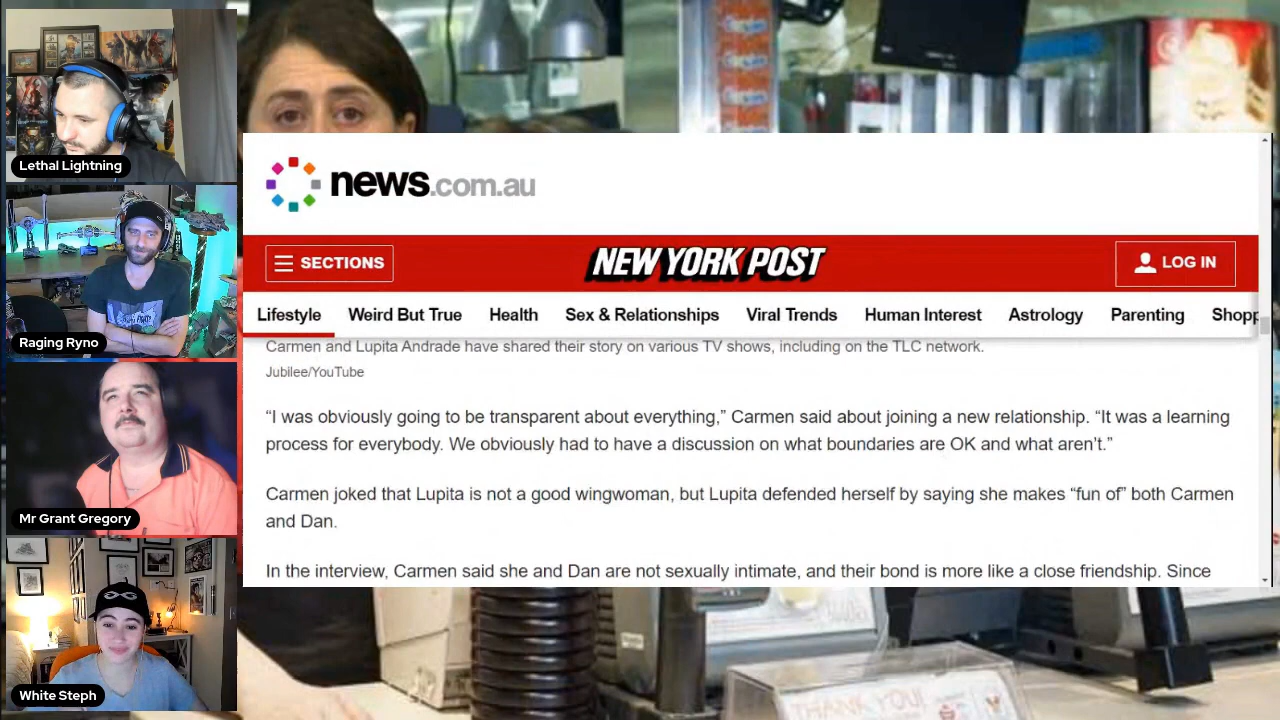 Lethal Lightning
Raging Ryno
Mr Grant Gregory
White Steph
news.com.au
SECTIONS
NEW YORK POST
LOG IN
Lifestyle Weird But True Health Sex & Relationships Viral Trends Human Interest Astrology Parenting Shopp
Carmen and Lupita Andrade have shared their story on various TV shows, including on the TLC network.
Jubilee/YouTube
“I was obviously going to be transparent about everything,” Carmen said about joining a new relationship. “It was a learning
process for everybody. We obviously had to have a discussion on what boundaries are OK and what aren’t.”
Carmen joked that Lupita is not a good wingwoman, but Lupita defended herself by saying she makes “fun of” both Carmen
and Dan.
In the interview, Carmen said she and Dan are not sexually intimate, and their bond is more like a close friendship. Since
THANK YOU!